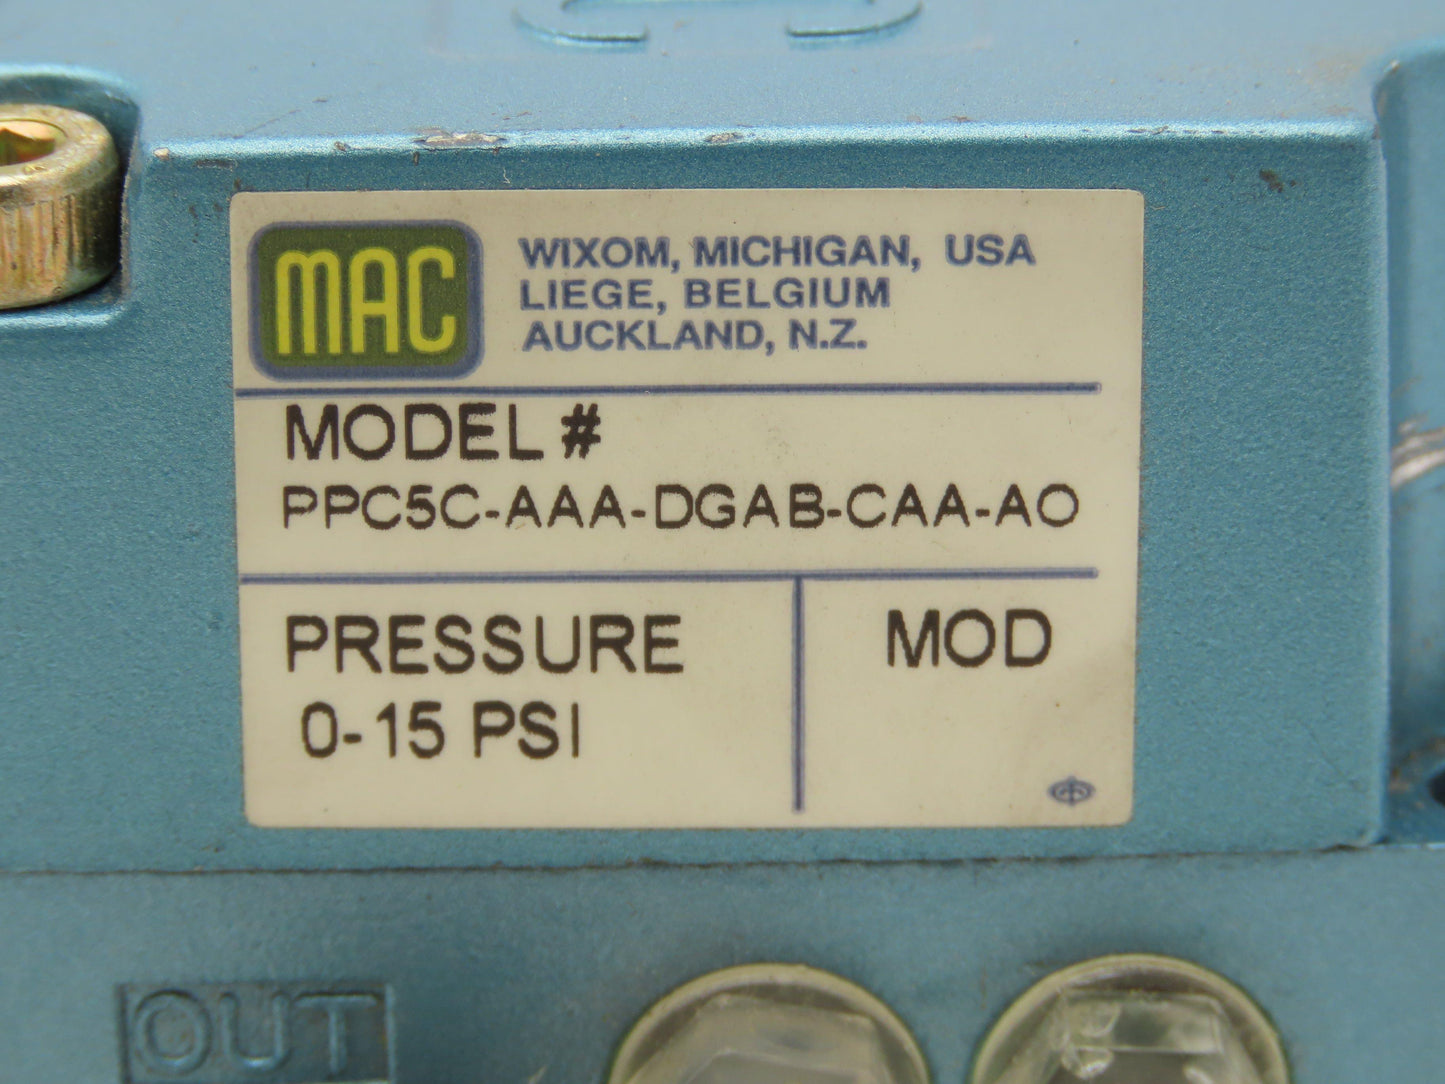 MAC
WIXOM, MICHIGAN, USA
LIEGE, BELGIUM
AUCKLAND, N.Z.
MODEL #
PPC5C-AAA-DGAB-CAA-AO
PRESSURE
0-15 PSI
MOD
OUT